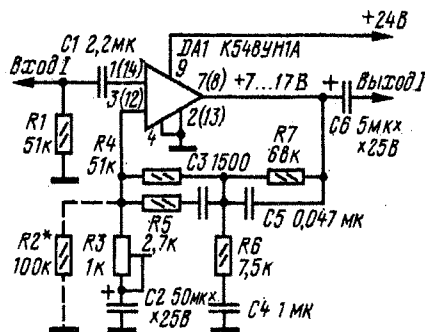 +24В
DA1 К548УН1А
C1 2,2мк
Вход I
1(14)
9
7(8)
+7...17В
+
Выход I
3(12)
2(13)
4
C6 5мк×
×25В
R1
51к
R4
51к
C3 1500
R7
68к
R5
2,7к
C5 0,047 мк
R2*
100к
R3
1к
R6
7,5к
+
C2 50мк×
×25В
C4 1 мк